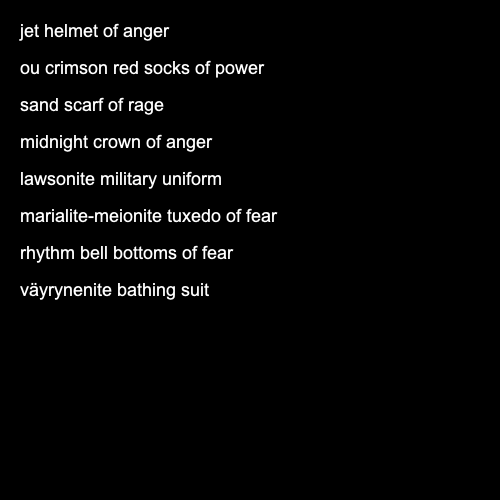 jet helmet of anger
ou crimson red socks of power
sand scarf of rage
midnight crown of anger
lawsonite military uniform
marialite-meionite tuxedo of fear
rhythm bell bottoms of fear
väyrynenite bathing suit